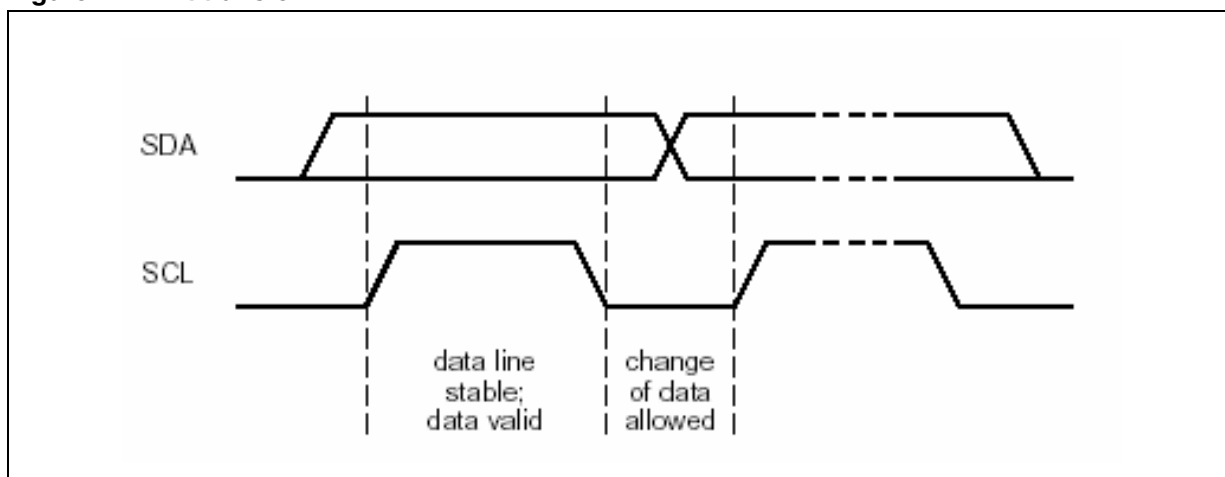 SDA
SCL
data line
stable;
data valid
change
of data
allowed